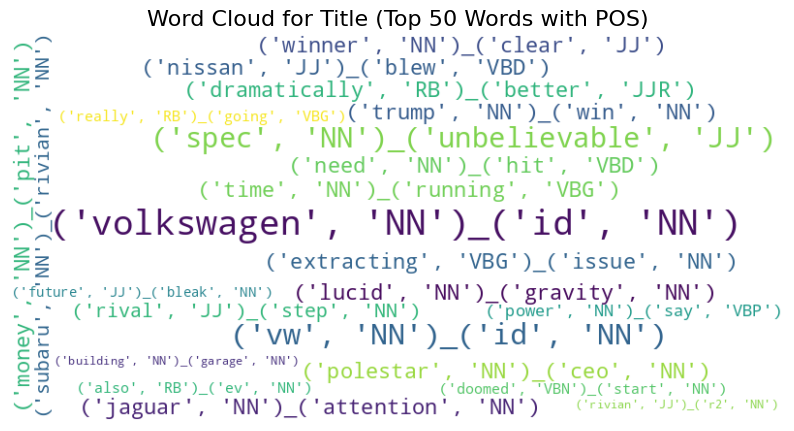 Word Cloud for Title (Top 50 Words with POS)
('winner', 'NN')_('clear', 'JJ')
('nissan', 'JJ')_('blew', 'VBD')
('dramatically', 'RB')_('better', 'JJR')
('really', 'RB')_('going', 'VBG')
('trump', 'NN')_('win', 'NN')
('spec', 'NN')_('unbelievable', 'JJ')
('need', 'NN')_('hit', 'VBD')
('time', 'NN')_('running', 'VBG')
('volkswagen', 'NN')_('id', 'NN')
('extracting', 'VBG')_('issue', 'NN')
('future', 'JJ')_('bleak', 'NN')
('lucid', 'NN')_('gravity', 'NN')
('rival', 'JJ')_('step', 'NN')
('power', 'NN')_('say', 'VBP')
('vw', 'NN')_('id', 'NN')
('building', 'NN')_('garage', 'NN')
('polestar', 'NN')_('ceo', 'NN')
('also', 'RB')_('ev', 'NN')
('doomed', 'VBN')_('start', 'NN')
('jaguar', 'NN')_('attention', 'NN')
('rivian', 'JJ')_('r2', 'NN')
('money', 'NN')_('pit', 'NN')
('subaru', 'NN')_('rivian', 'NN')